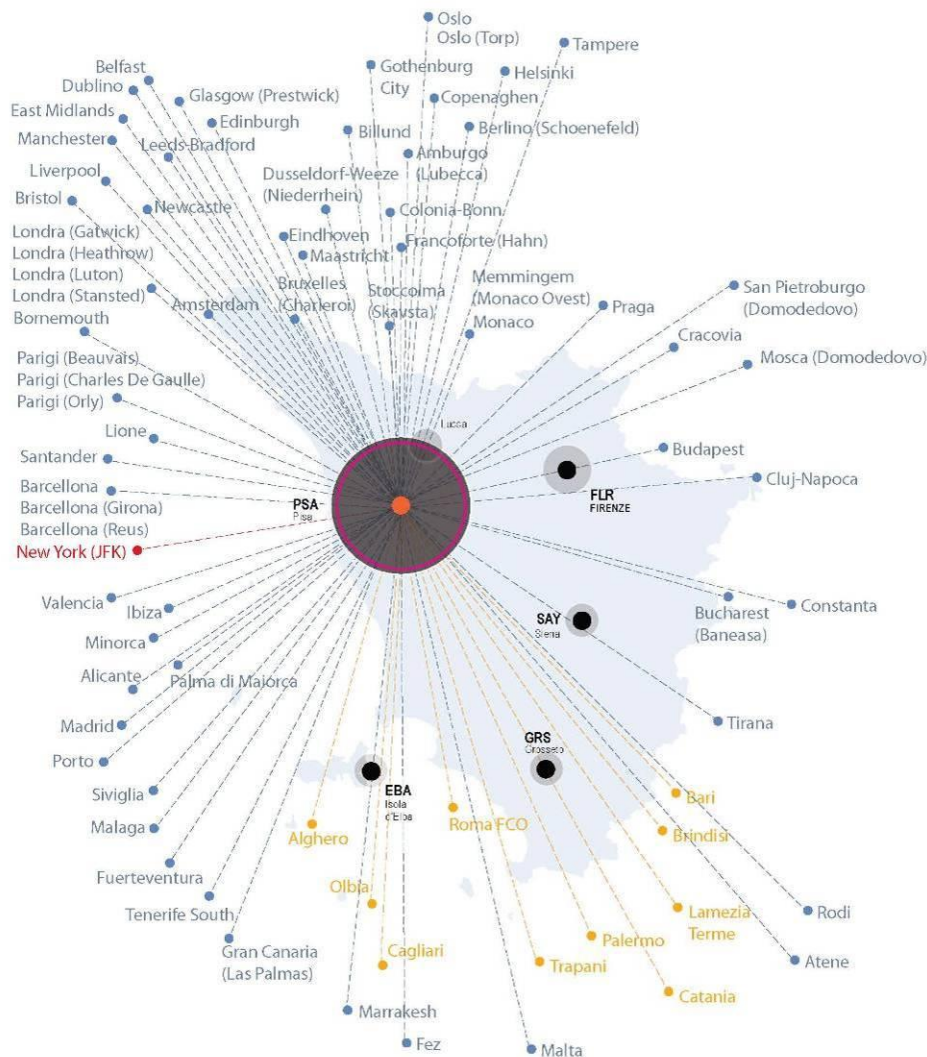 Oslo
Oslo (Torp)
Tampere
Belfast
Dublino
Gothenburg
City
Helsinki
Glasgow (Prestwick)
Copenaghen
East Midlands
Edinburgh
Billund
Berlino (Schoenefeld)
Manchester
Leeds-Bradford
Amburgo
(Lubecca)
Liverpool
Dusseldorf-Weeze
(Niederrhein)
Bristol
Newcastle
Colonia-Bonn
Londra (Gatwick)
Londra (Heathrow)
Londra (Luton)
Londra (Stansted)
Bornemouth
Eindhoven
Maastricht
Francoforte (Hahn)
Amsterdam
Bruxelles
(Charleroi)
Stoccolma
(Skavsta)
Memmingem
(Monaco Ovest)
Monaco
Praga
San Pietroburgo
(Domodedovo)
Cracovia
Mosca (Domodedovo)
Parigi (Beauvais)
Parigi (Charles De Gaulle)
Parigi (Orly)
Lione
Lucca
Santander
Budapest
Cluj-Napoca
Barcellona
Barcellona (Girona)
Barcellona (Reus)
PSA
Pisa
FLR
FIRENZE
New York (JFK)
Valencia
Ibiza
Bucharest
(Baneasa)
Constanta
Minorca
SAY
Siena
Alicante
Palma di Maiorca
Madrid
Tirana
Porto
GRS
Grosseto
Siviglia
EBA
Isola
d'Elba
Bari
Malaga
Alghero
Roma FCO
Brindisi
Fuerteventura
Olbia
Tenerife South
Lamezia
Terme
Rodi
Gran Canaria
(Las Palmas)
Cagliari
Palermo
Trapani
Atene
Catania
Marrakesh
Fez
Malta